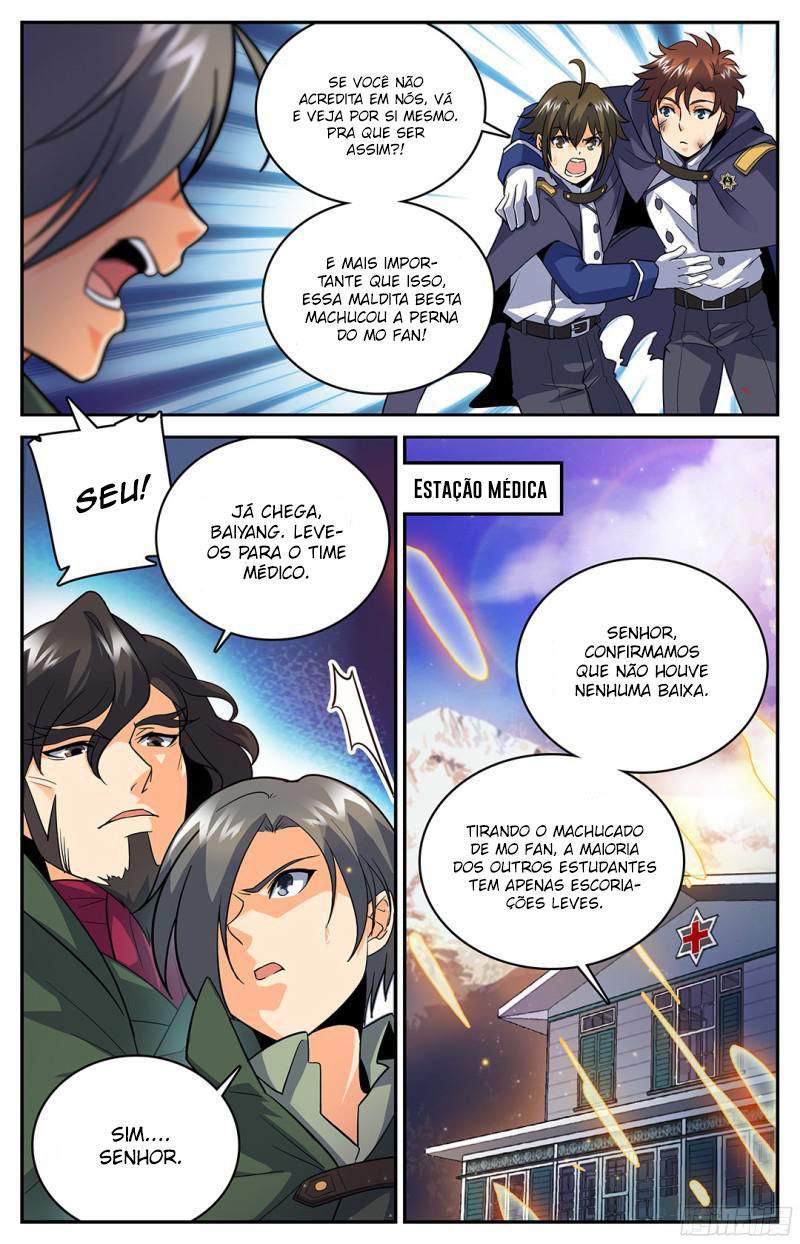 SE VOCÊ NÃO
ACREDITA EM NÓS, VÁ
E VEJA POR SI MESMO.
PRA QUE SER
ASSIM?!
E MAIS IMPOR-
TANTE QUE ISSO,
ESSA MALDITA BESTA
MACHUCOU A PERNA
DO MO FAN!
SEU!
JÁ CHEGA,
BAIYANG. LEVE-
OS PARA O TIME
MÉDICO.
SIM....
SENHOR.
ESTAÇÃO MÉDICA
SENHOR,
CONFIRMAMOS
QUE NÃO HOUVE
NENHUMA BAIXA.
TIRANDO O MACHUCADO
DE MO FAN, A MAIORIA
DOS OUTROS ESTUDANTES
TEM APENAS ESCORIA-
ÇÕES LEVES.